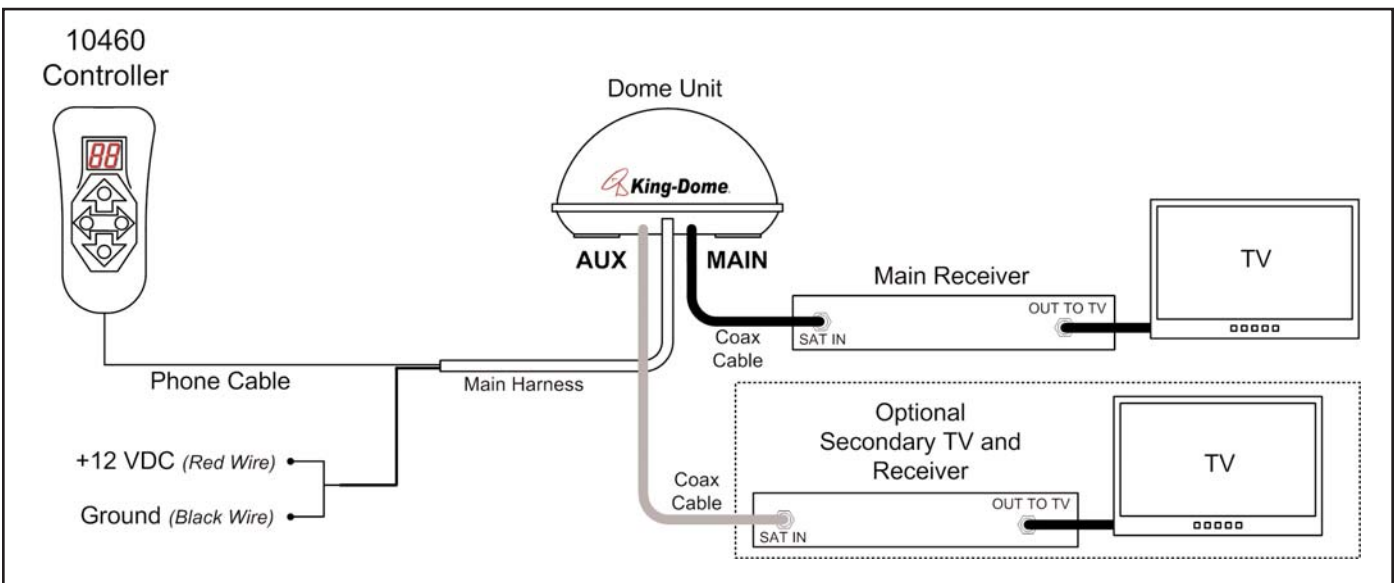 10460
Controller
88
Dome Unit
King-Dome.
AUX
MAIN
Main Receiver
OUT TO TV
SAT IN
TV
Coax
Cable
Phone Cable
Main Harness
+12 VDC (Red Wire)
Ground (Black Wire)
Optional
Secondary TV and
Receiver
Coax
Cable
OUT TO TV
SAT IN
TV